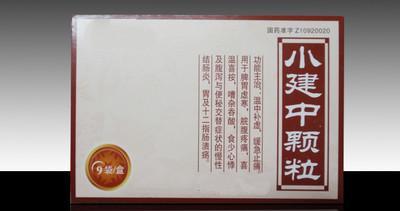 国药准字Z10920020
小建中颗粒
功能主治:温中补虚,缓急止痛
用于脾胃虚寒,脘腹疼痛,喜
温喜按,嘈杂吞酸,食少心悸
及腹泻与便秘交替症状的慢性
结肠炎,胃及十二指肠溃疡。
9袋/盒